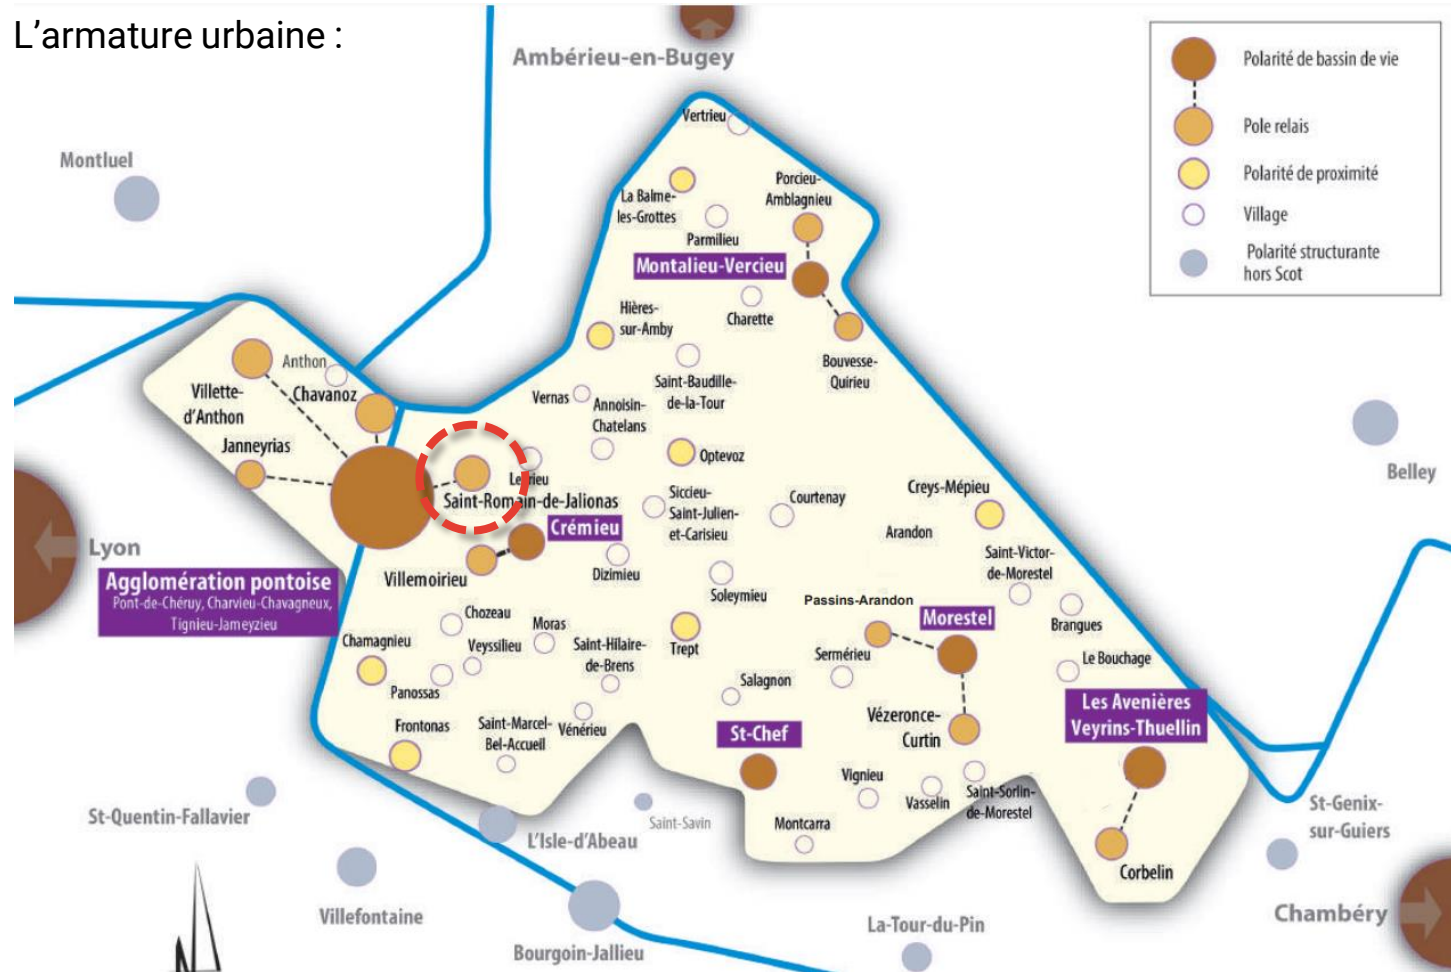 L’armature urbaine :
Ambérieu-en-Bugey
Polarité de bassin de vie
Pole relais
Polarité de proximité
Village
Polarité structurante
hors Scot
Montluel
Vertrieu
La Balme-
les-Grottes
Parmilieu
Porcieu-
Amblagnieu
Montalieu-Vercieu
Charette
Hières-
sur-Amby
Bouvesse-
Quirieu
Saint-Baudille-
de-la-Tour
Anthon
Villette-
d’Anthon
Chavanoz
Janneyrias
Vernas
Annoisin-
Chatelans
Optevoz
Leyrieu
Saint-Romain-de-Jalionas
Crémieu
Villemoirieu
Dizimieu
Siccieu-
Saint-Julien-
et-Carisieu
Courtenay
Creys-Mépieu
Arandon
Belley
Lyon
Agglomération pontoise
Pont-de-Chéruy, Charvieu-Chavagneux,
Tignieu-Jameyzieu
Saint-Victor-
de-Morestel
Soleymieu
Passins-Arandon
Morestel
Brangues
Chozeau
Moras
Veyssilieu
Chamagnieu
Panossas
Saint-Hilaire-
de-Brens
Trept
Sermérieu
Le Bouchage
Salagnon
Les Avenières
Veyrins-Thuellin
Frontonas
Saint-Marcel-
Bel-Accueil
Vénérieu
St-Chef
Vézeronce-
Curtin
Vignieu
Vasselin
Saint-Sorlin-
de-Morestel
Montcarra
Corbelin
St-Quentin-Fallavier
L’Isle-d’Abeau
Saint-Savin
St-Genix-
sur-Guiers
Villefontaine
Bourgoin-Jallieu
La-Tour-du-Pin
Chambéry
N